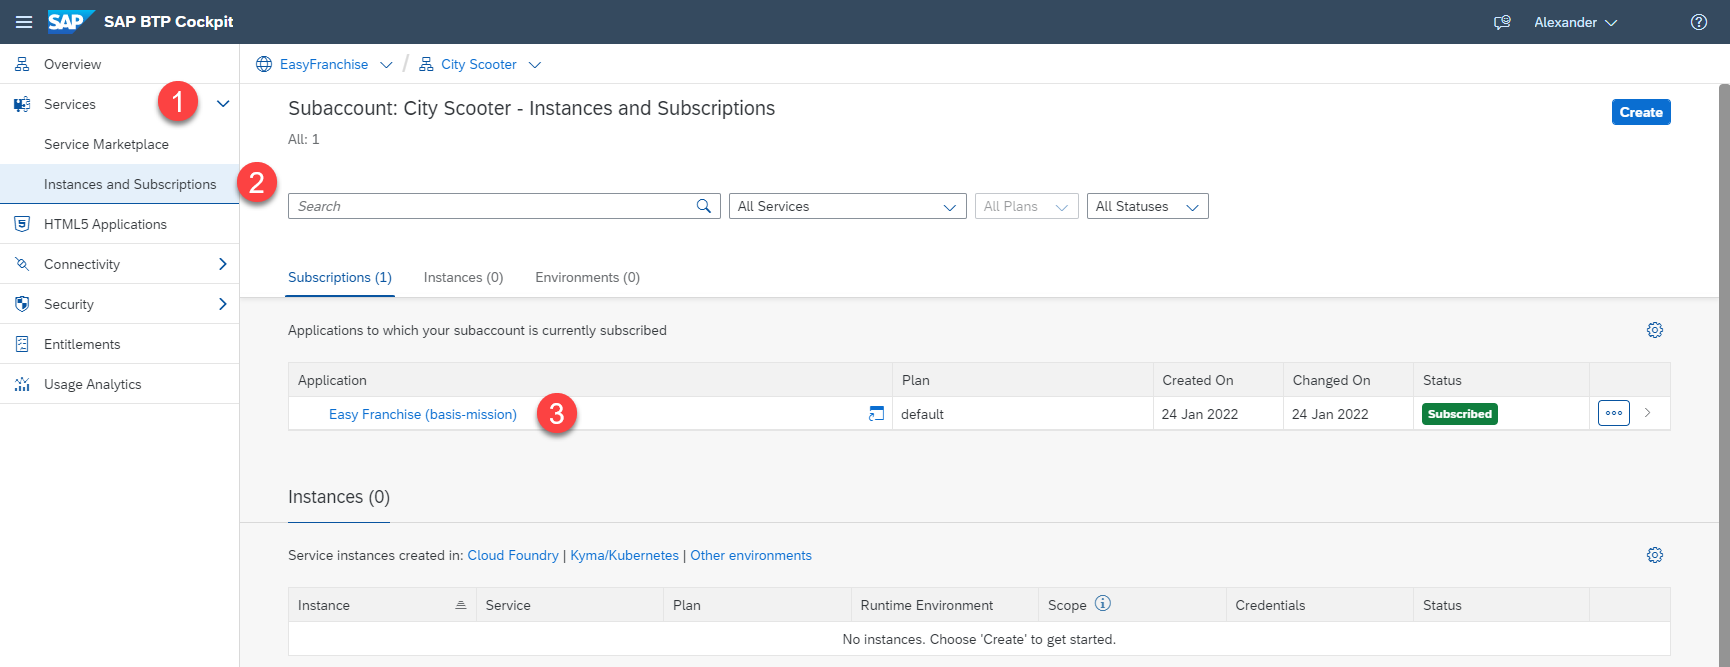 SAP SAP BTP Cockpit
Alexander
Overview
Services
1
Service Marketplace
Instances and Subscriptions
2
HTML5 Applications
Connectivity
Security
Entitlements
Usage Analytics
EasyFranchise / City Scooter
Subaccount: City Scooter - Instances and Subscriptions
Create
All: 1
Search
All Services
All Plans
All Statuses
Subscriptions (1) Instances (0) Environments (0)
Applications to which your subaccount is currently subscribed
Application Plan Created On Changed On Status
Easy Franchise (basis-mission) 3 default 24 Jan 2022 24 Jan 2022 Subscribed
Instances (0)
Service instances created in: Cloud Foundry | Kyma/Kubernetes | Other environments
Instance Service Plan Runtime Environment Scope Credentials Status
No instances. Choose 'Create' to get started.